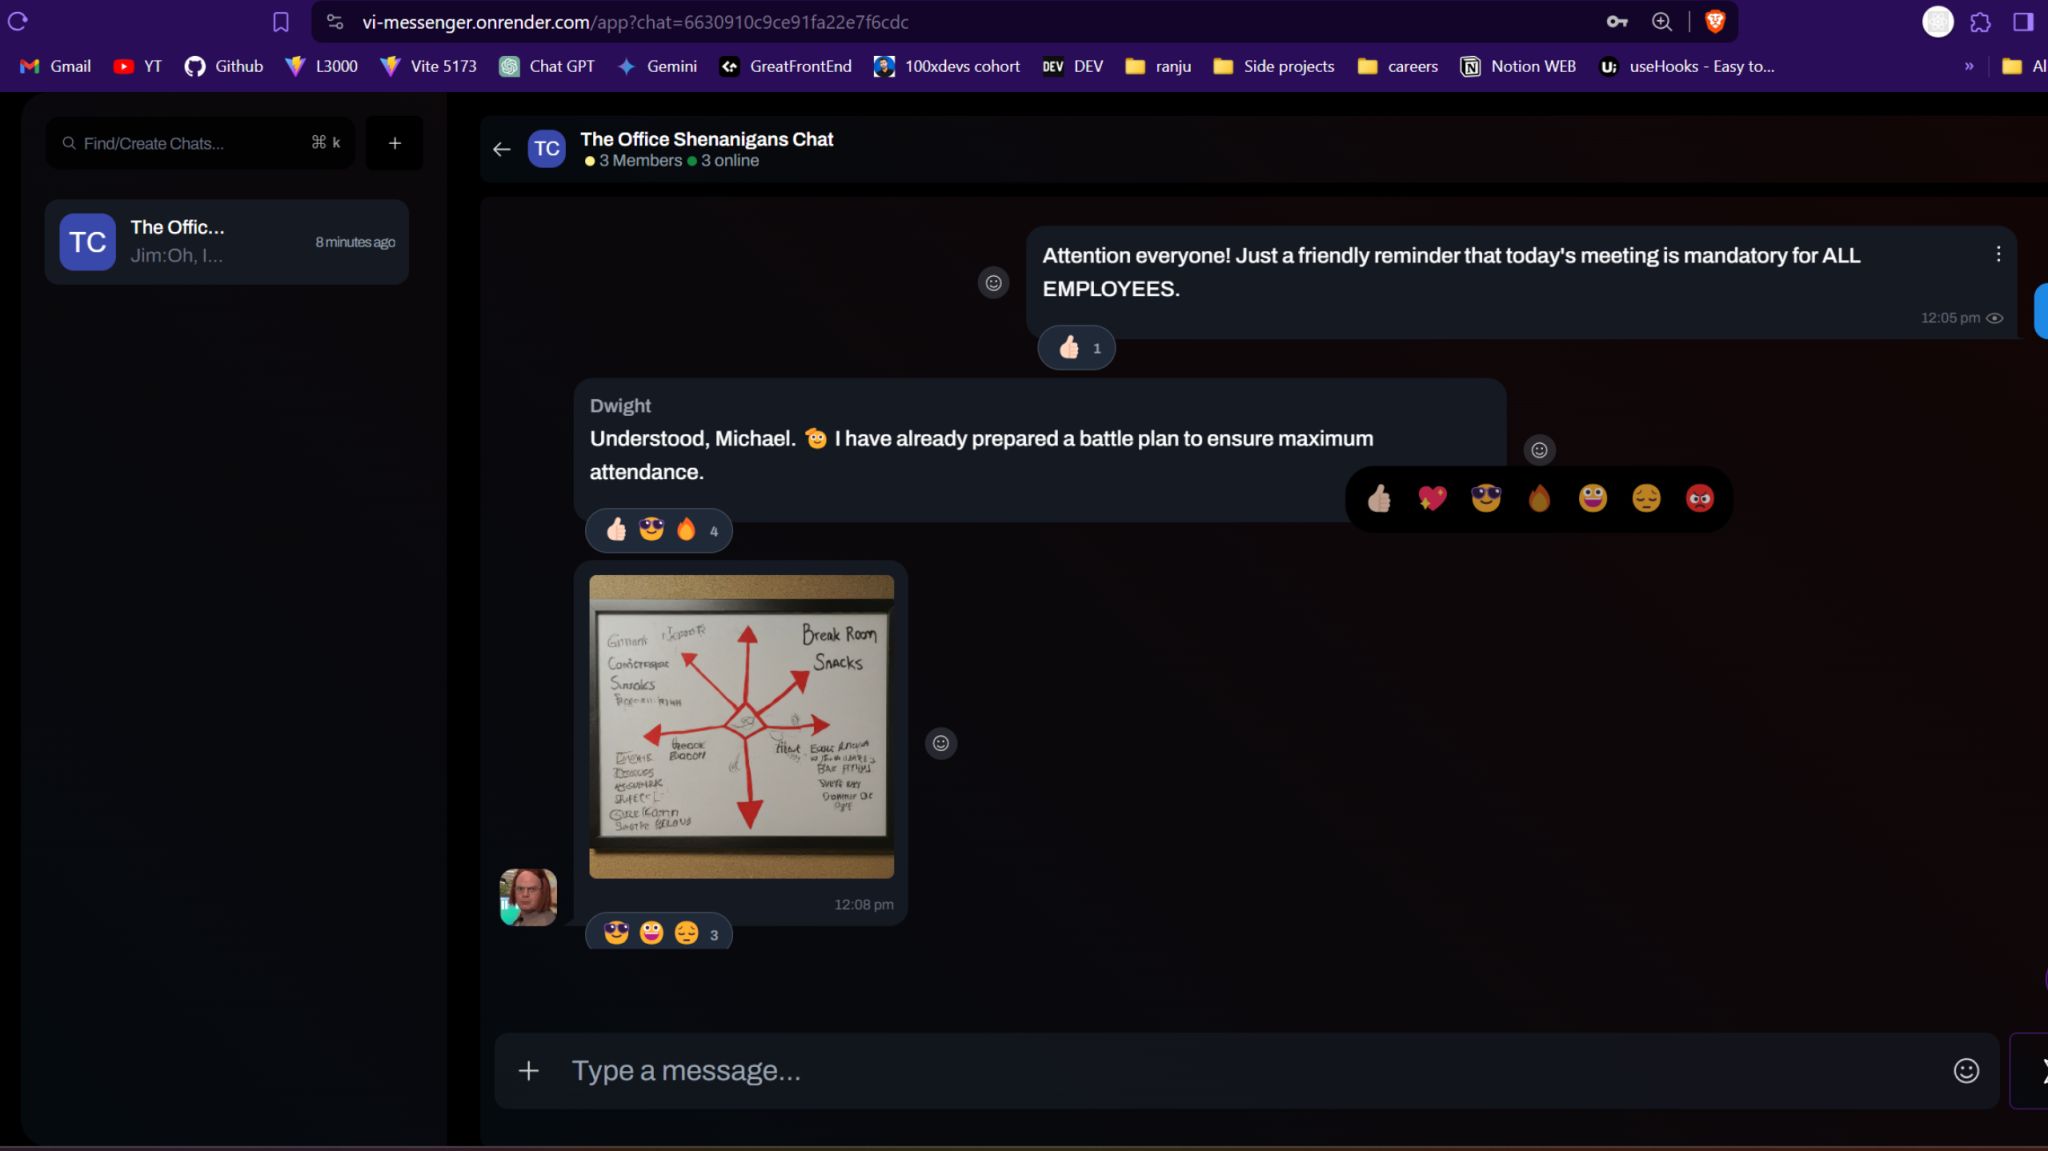 vi-messenger.onrender.com/app?chat=6630910c9ce91fa22e7f6cdc
Gmail YT Github L3000 Vite 5173 Chat GPT Gemini GreatFrontEnd 100xdevs cohort DEV DEV ranju Side projects careers Notion WEB U; useHooks - Easy to... » Al
Find/Create Chats... ⌘ k +
TC The Office Shenanigans Chat
3 Members 3 online
TC The Offic...
Jim:Oh, I...
8 minutes ago
Attention everyone! Just a friendly reminder that today's meeting is mandatory for ALL
EMPLOYEES.
12:05 pm
👍🏻 1
Dwight
Understood, Michael. 🫡 I have already prepared a battle plan to ensure maximum
attendance.
👍🏻 😎 🔥 4
Break Room
Snacks
12:08 pm
3
Type a message...